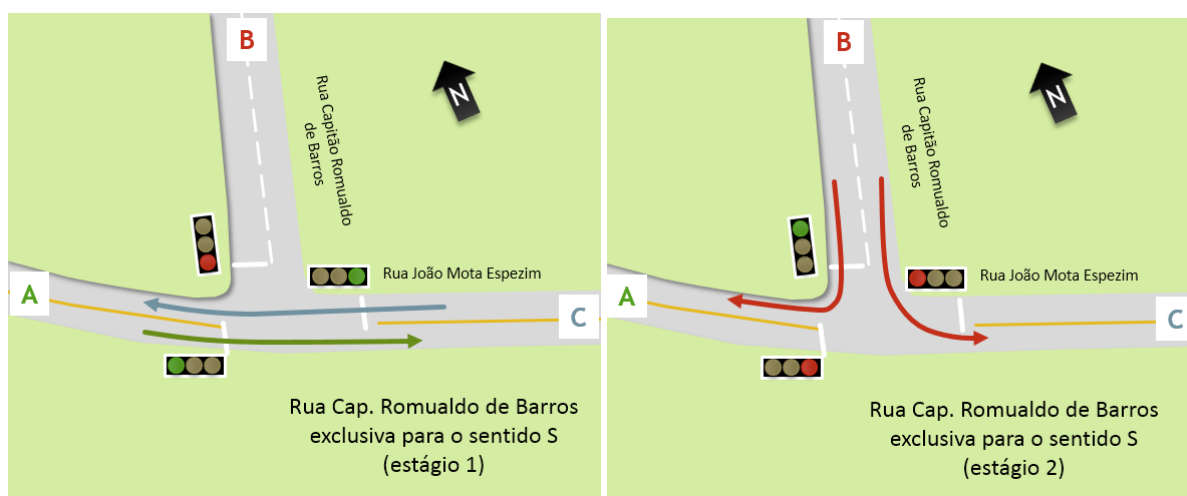 B
Rua Capitão Romualdo
de Barros
N
Rua João Mota Espezim
A
C
Rua Cap. Romualdo de Barros
exclusiva para o sentido S
(estágio 1)
B
Rua Capitão Romualdo
de Barros
N
Rua João Mota Espezim
A
C
Rua Cap. Romualdo de Barros
exclusiva para o sentido S
(estágio 2)